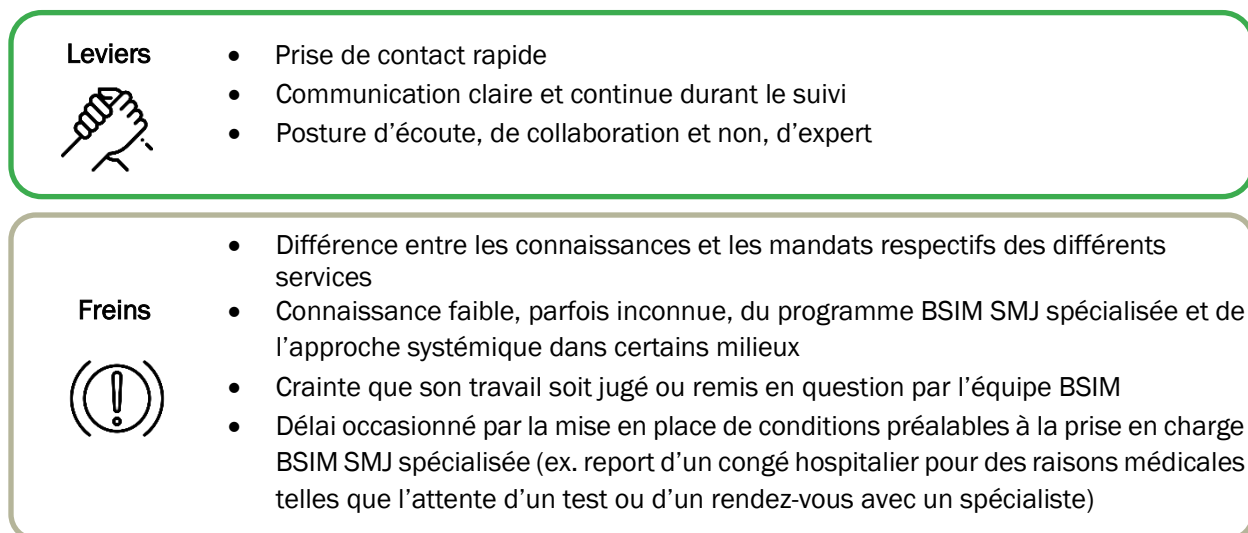 Leviers
• Prise de contact rapide
• Communication claire et continue durant le suivi
• Posture d’écoute, de collaboration et non, d’expert
• Différence entre les connaissances et les mandats respectifs des différents
services
Freins
• Connaissance faible, parfois inconnue, du programme BSIM SMJ spécialisée et de
l’approche systémique dans certains milieux
• Crainte que son travail soit jugé ou remis en question par l’équipe BSIM
• Délai occasionné par la mise en place de conditions préalables à la prise en charge
BSIM SMJ spécialisée (ex. report d’un congé hospitalier pour des raisons médicales
telles que l’attente d’un test ou d’un rendez-vous avec un spécialiste)